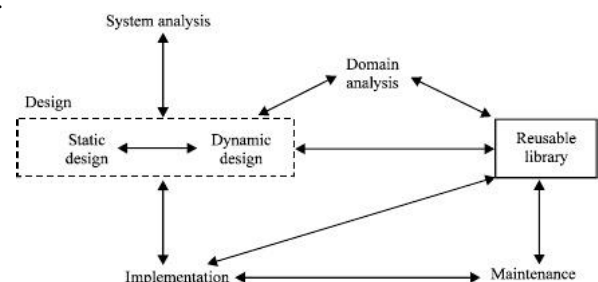 System analysis
Domain
analysis
Design
Static
design
Dynamic
design
Reusable
library
Implementation
Maintenance